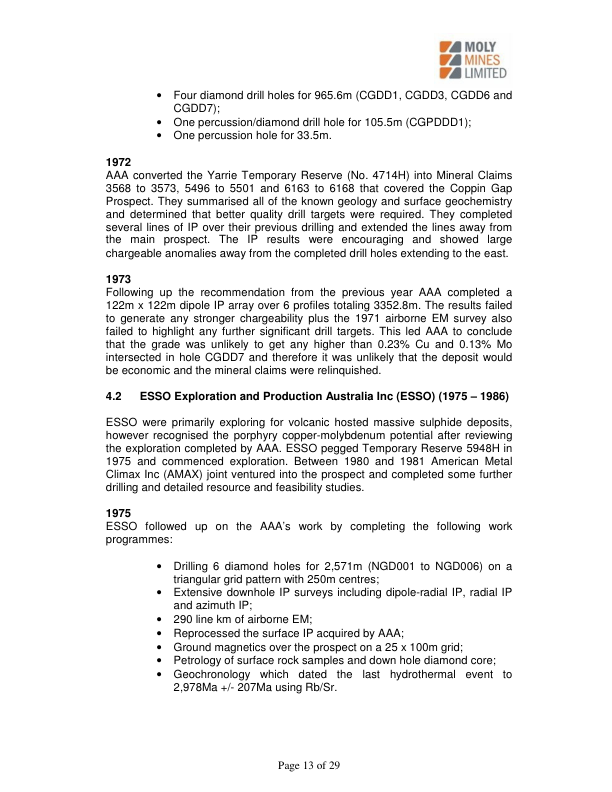 MOLY
MINES
LIMITED
• Four diamond drill holes for 965.6m (CGDD1, CGDD3, CGDD6 and
CGDD7);
• One percussion/diamond drill hole for 105.5m (CGPDDD1);
• One percussion hole for 33.5m.
1972
AAA converted the Yarrie Temporary Reserve (No. 4714H) into Mineral Claims
3568 to 3573, 5496 to 5501 and 6163 to 6168 that covered the Coppin Gap
Prospect. They summarised all of the known geology and surface geochemistry
and determined that better quality drill targets were required. They completed
several lines of IP over their previous drilling and extended the lines away from
the main prospect. The IP results were encouraging and showed large
chargeable anomalies away from the completed drill holes extending to the east.
1973
Following up the recommendation from the previous year AAA completed a
122m x 122m dipole IP array over 6 profiles totaling 3352.8m. The results failed
to generate any stronger chargeability plus the 1971 airborne EM survey also
failed to highlight any further significant drill targets. This led AAA to conclude
that the grade was unlikely to get any higher than 0.23% Cu and 0.13% Mo
intersected in hole CGDD7 and therefore it was unlikely that the deposit would
be economic and the mineral claims were relinquished.
4.2 ESSO Exploration and Production Australia Inc (ESSO) (1975 – 1986)
ESSO were primarily exploring for volcanic hosted massive sulphide deposits,
however recognised the porphyry copper-molybdenum potential after reviewing
the exploration completed by AAA. ESSO pegged Temporary Reserve 5948H in
1975 and commenced exploration. Between 1980 and 1981 American Metal
Climax Inc (AMAX) joint ventured into the prospect and completed some further
drilling and detailed resource and feasibility studies.
1975
ESSO followed up on the AAA's work by completing the following work
programmes:
• Drilling 6 diamond holes for 2,571m (NGD001 to NGD006) on a
triangular grid pattern with 250m centres;
• Extensive downhole IP surveys including dipole-radial IP, radial IP
and azimuth IP;
• 290 line km of airborne EM;
• Reprocessed the surface IP acquired by AAA;
• Ground magnetics over the prospect on a 25 x 100m grid;
• Petrology of surface rock samples and down hole diamond core;
• Geochronology which dated the last hydrothermal event to
2,978Ma +/- 207Ma using Rb/Sr.
Page 13 of 29